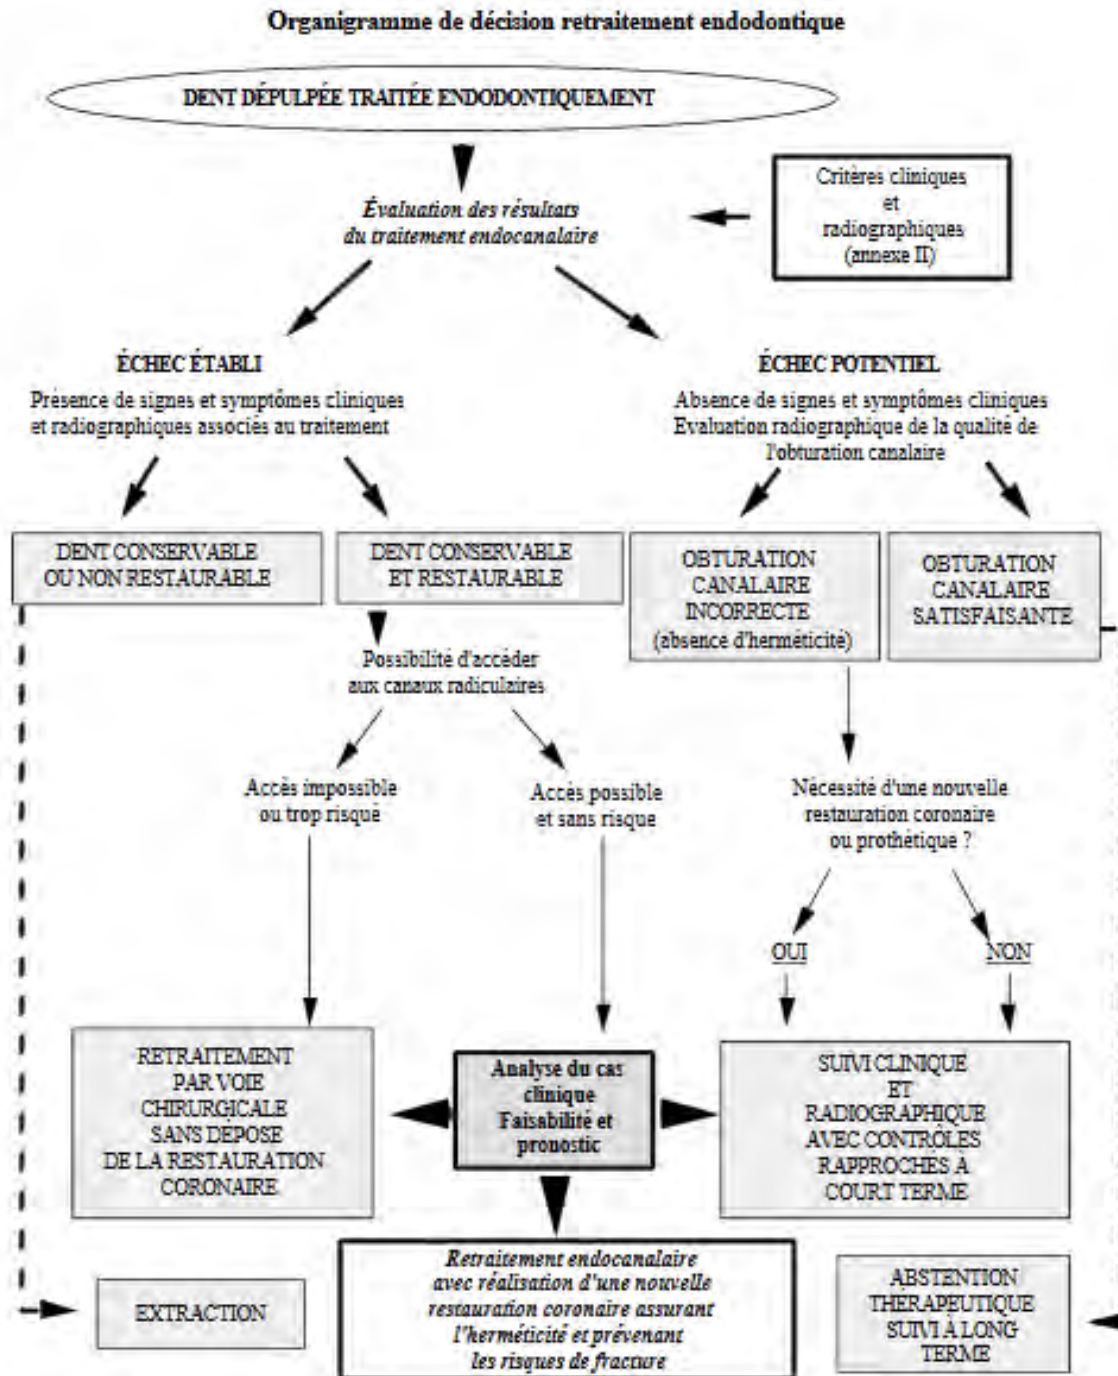 Organigramme de décision retraitement endodontique
DENT DÉPULPÉE TRAITÉE ENDODONTIQUEMENT
Critères cliniques
et
radiographiques
(annexe II)
Évaluation des résultats
du traitement endocanalaire
ÉCHEC ÉTABLI
Présence de signes et symptômes cliniques
et radiographiques associés au traitement
ÉCHEC POTENTIEL
Absence de signes et symptômes cliniques
Evaluation radiographique de la qualité de
l'obturation canalaire
DENT CONSERVABLE
OU NON RESTAURABLE
DENT CONSERVABLE
ET RESTAURABLE
OBTURATION
CANALAIRE
INCORRECTE
(absence d'herméticité)
OBTURATION
CANALAIRE
SATISFAISANTE
Possibilité d'accéder
aux canaux radiculaires
Accès impossible
ou trop risqué
Accès possible
et sans risque
Nécessité d'une nouvelle
restauration coronaire
ou prothétique ?
OUI
NON
RETRAITEMENT
PAR VOIE
CHIRURGICALE
SANS DÉPOSE
DE LA RESTAURATION
CORONAIRE
Analyse du cas
clinique
Faisabilité et
pronostic
SUIVI CLINIQUE
ET
RADIOGRAPHIQUE
AVEC CONTRÔLES
RAPPROCHÉS A
COURT TERME
EXTRACTION
Retraitement endocanalaire
avec réalisation d'une nouvelle
restauration coronaire assurant
l'herméticité et prévenant
les risques de fracture
ABSTENTION
THÉRAPEUTIQUE
SUIVI À LONG
TERME